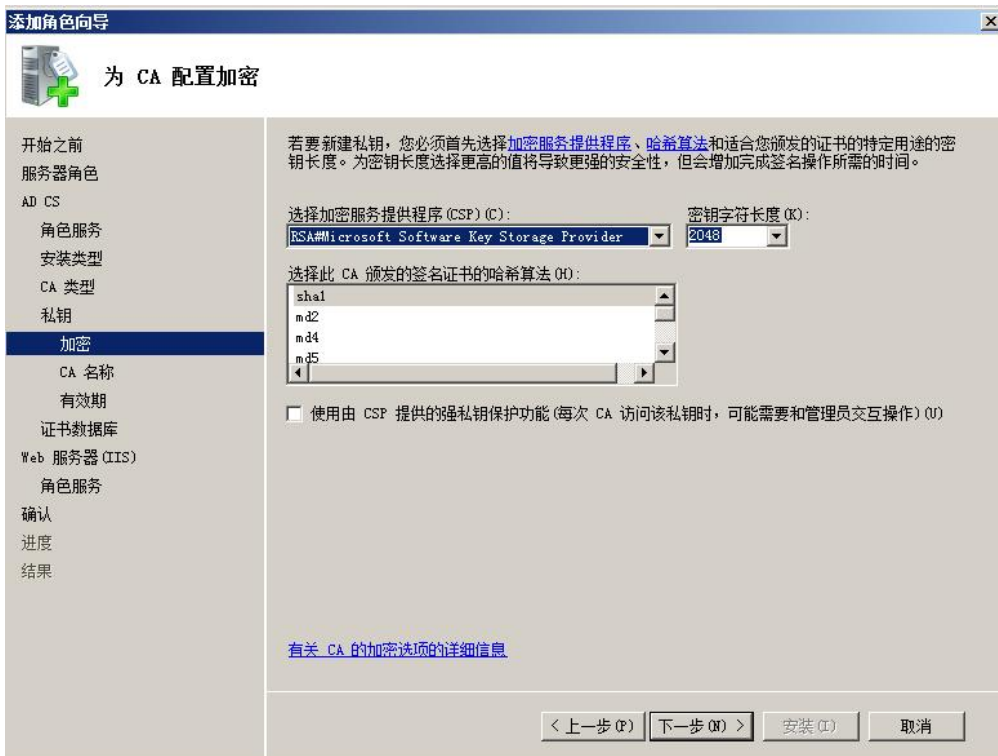 添加角色向导
为 CA 配置加密
开始之前
服务器角色
AD CS
角色服务
安装类型
CA 类型
私钥
加密
CA 名称
有效期
证书数据库
Web 服务器(IIS)
角色服务
确认
进度
结果
若要新建私钥，您必须首先选择加密服务提供程序、哈希算法和适合您颁发的证书的特定用途的密
钥长度。为密钥长度选择更高的值将导致更强的安全性，但会增加完成签名操作所需的时间。
选择加密服务提供程序(CSP)(C):
密钥字符长度(K):
RSA#Microsoft Software Key Storage Provider
2048
选择此 CA 颁发的签名证书的哈希算法(H):
sha1
md2
md4
md5
使用由 CSP 提供的强私钥保护功能(每次 CA 访问该私钥时，可能需要和管理员交互操作)(U)
有关 CA 的加密选项的详细信息
< 上一步(P)
下一步(N) >
安装(I)
取消